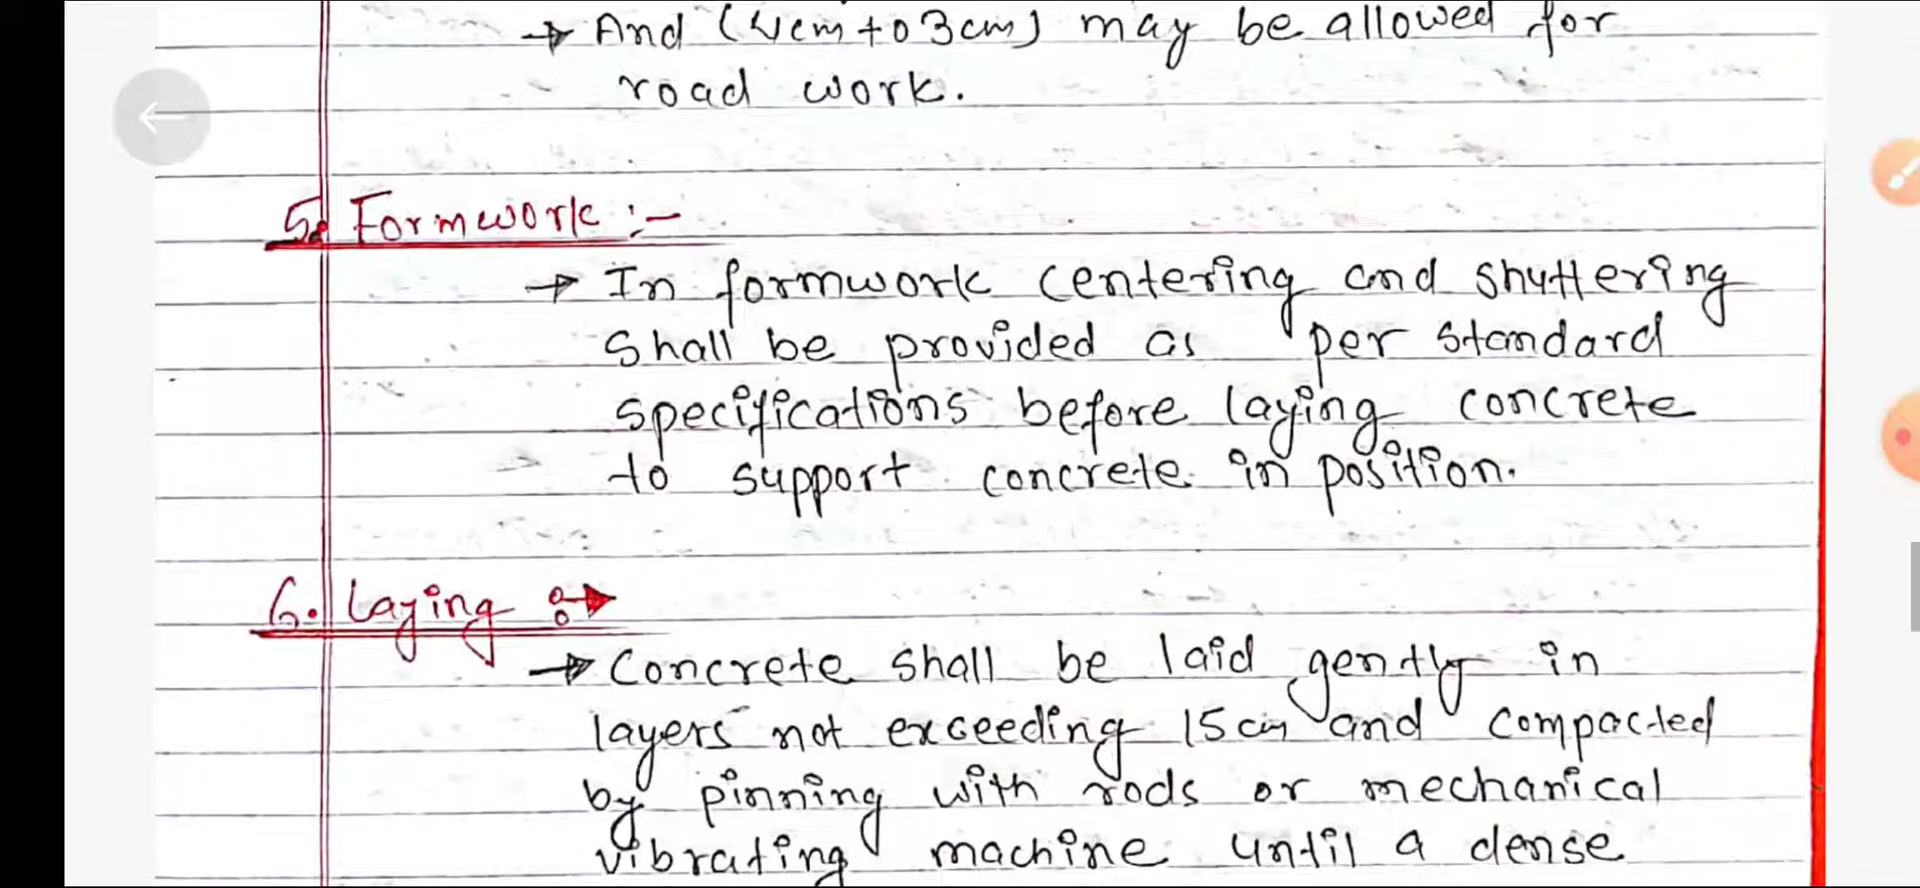 → And (4cm to 3cm) may be allowed for
road work.
5. Formwork :-
→ In formwork centering and shuttering
shall be provided as per standard
specifications before laying concrete
to support concrete in position.
6. Laying :→
→ Concrete shall be laid gently in
layers not exceeding 15cm and compacted
by pinning with rods or mechanical
vibrating machine until a dense